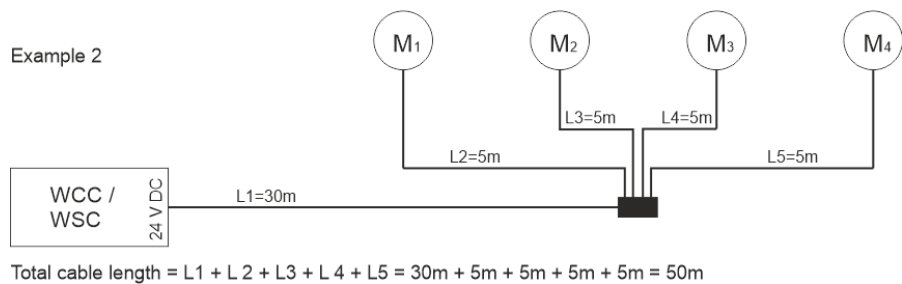 M1
M2
M3
M4
Example 2
L3=5m
L4=5m
L2=5m
L5=5m
WCC /
WSC
24 V DC
L1=30m
Total cable length = L1 + L 2 + L3 + L 4 + L5 = 30m + 5m + 5m + 5m + 5m = 50m